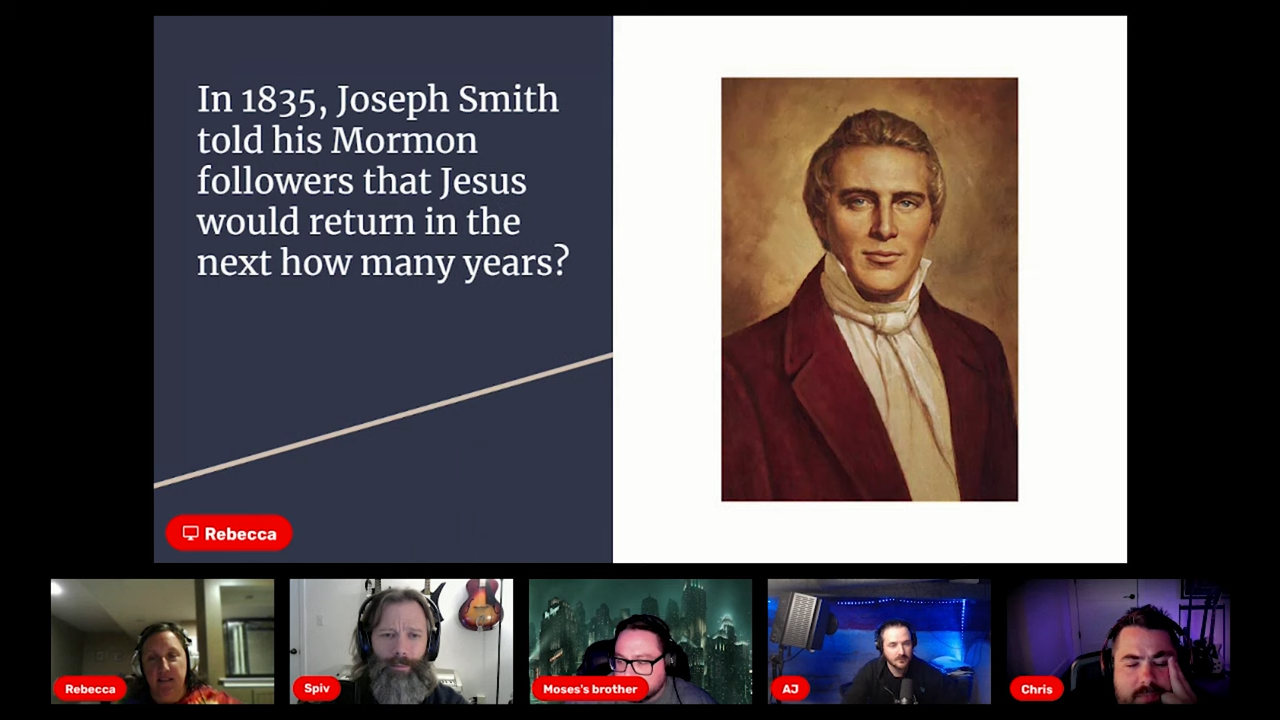 In 1835, Joseph Smith
told his Mormon
followers that Jesus
would return in the
next how many years?
Rebecca
Rebecca
Spiv
Moses's brother
AJ
Chris